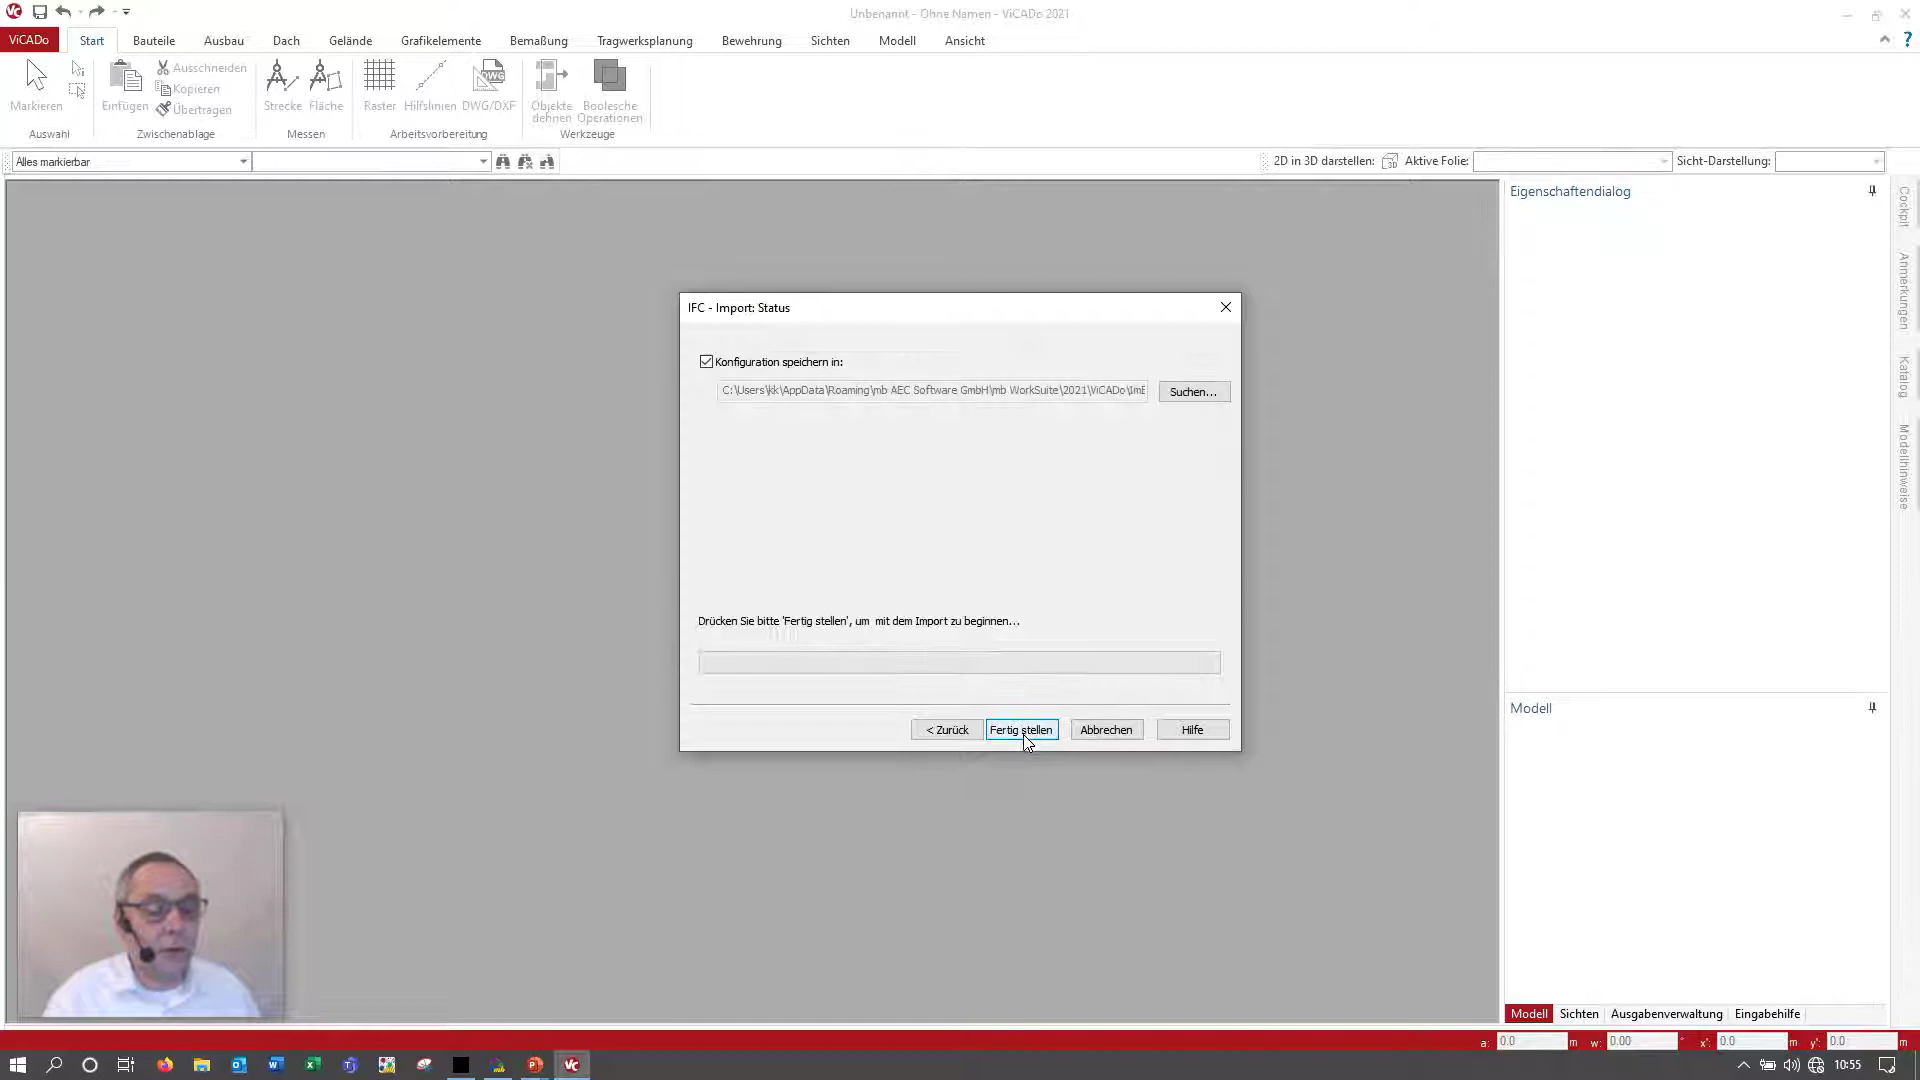 Unbenannt - Ohne Namen - ViCADo 2021
ViCADo Start Bauteile Ausbau Dach Gelände Grafikelemente Bemaßung Tragwerksplanung Bewehrung Sichten Modell Ansicht
Ausschneiden
Kopieren
Übertragen
Markieren Einfügen Strecke Fläche Raster Hilfslinien DWG/DXF Objekte dehnen Boolesche Operationen
Auswahl Zwischenablage Messen Arbeitsvorbereitung Werkzeuge
Alles markierbar 2D in 3D darstellen: Aktive Folie: Sicht-Darstellung:
Eigenschaftendialog
Cockpit
Anmerkungen
Katalog
Modellhinweise
IFC - Import: Status
Konfiguration speichern in:
C:\Users\kk\AppData\Roaming\mb AEC Software GmbH\mb WorkSuite\2021\ViCADo\ImE
Suchen...
Drücken Sie bitte 'Fertig stellen', um mit dem Import zu beginnen...
< Zurück Fertig stellen Abbrechen Hilfe
Modell
Modell Sichten Ausgabenverwaltung Eingabehilfe
a: 0.0 m w: 0.00 ° x': 0.0 m y': 0.0 m
10:55